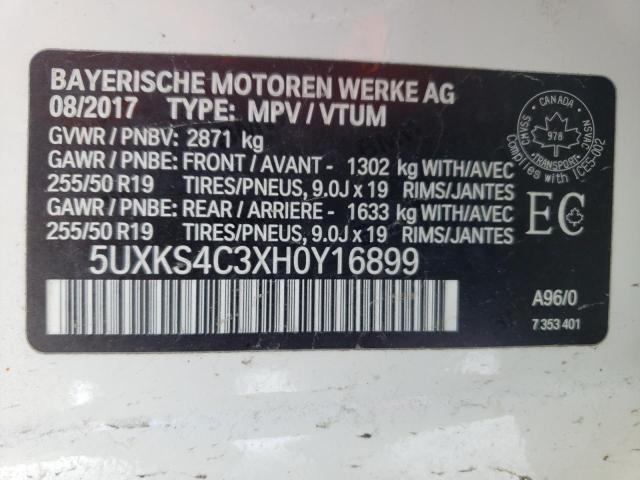 BAYERISCHE MOTOREN WERKE AG
08/2017 TYPE: MPV / VTUM
GVWR / PNBV: 2871 kg
GAWR / PNBE: FRONT / AVANT - 1302 kg WITH/AVEC
255/50 R19 TIRES/PNEUS, 9.0J x 19 RIMS/JANTES
GAWR / PNBE: REAR / ARRIERE - 1633 kg WITH/AVEC
255/50 R19 TIRES/PNEUS, 9.0J x 19 RIMS/JANTES
5UXKS4C3XH0Y16899
CANADA
CMVSS
NSVAC
978
TRANSPORT
Complies with ICES-002
EC
A96/0
7 353 401